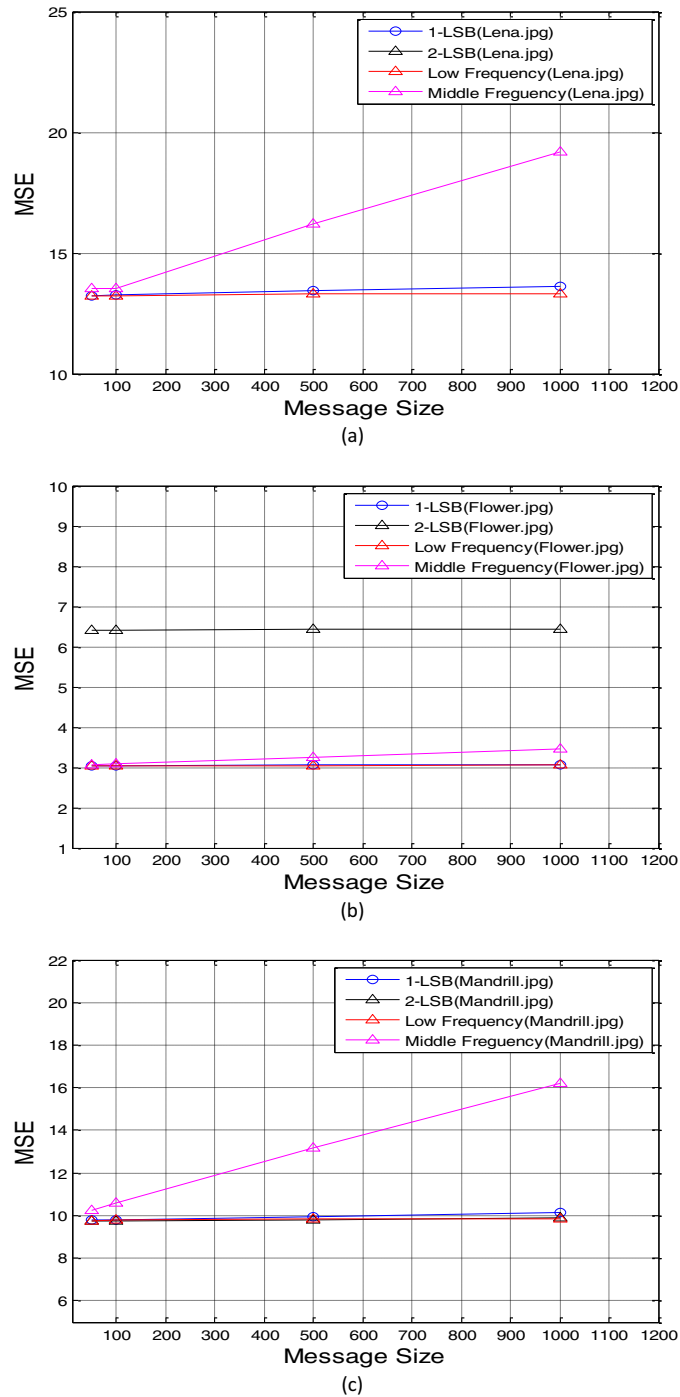 25
20
15
10
MSE
1-LSB(Lena.jpg)
2-LSB(Lena.jpg)
Low Frequency(Lena.jpg)
Middle Freguency(Lena.jpg)
100 200 300 400 500 600 700 800 900 1000 1100 1200
Message Size
(a)
10
9
8
7
6
5
4
3
2
1
MSE
1-LSB(Flower.jpg)
2-LSB(Flower.jpg)
Low Frequency(Flower.jpg)
Middle Freguency(Flower.jpg)
100 200 300 400 500 600 700 800 900 1000 1100 1200
Message Size
(b)
22
20
18
16
14
12
10
8
6
MSE
1-LSB(Mandrill.jpg)
2-LSB(Mandrill.jpg)
Low Frequency(Mandrill.jpg)
Middle Freguency(Mandrill.jpg)
100 200 300 400 500 600 700 800 900 1000 1100 1200
Message Size
(c)